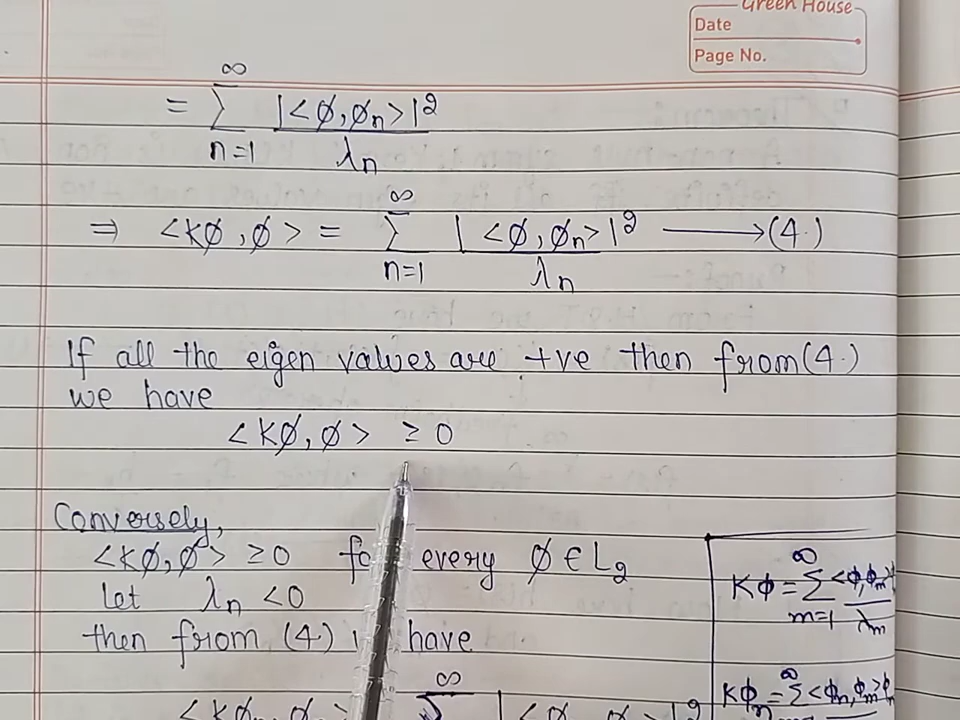 Green House
Date
Page No.
= ∞ Σ n=1 |<φ,φn>|² / λn
⇒ <Kφ,φ> = ∞ Σ n=1 |<φ,φn>|² / λn ⟶ (4.)
If all the eigen values are +ve then from (4.)
we have
<Kφ,φ> ≥ 0
Conversely,
<Kφ,φ> ≥ 0 every φ ∈ L2
let λn < 0
then from (4.) have
Kφ = ∞ Σ m=1 <φ,φm> / λm